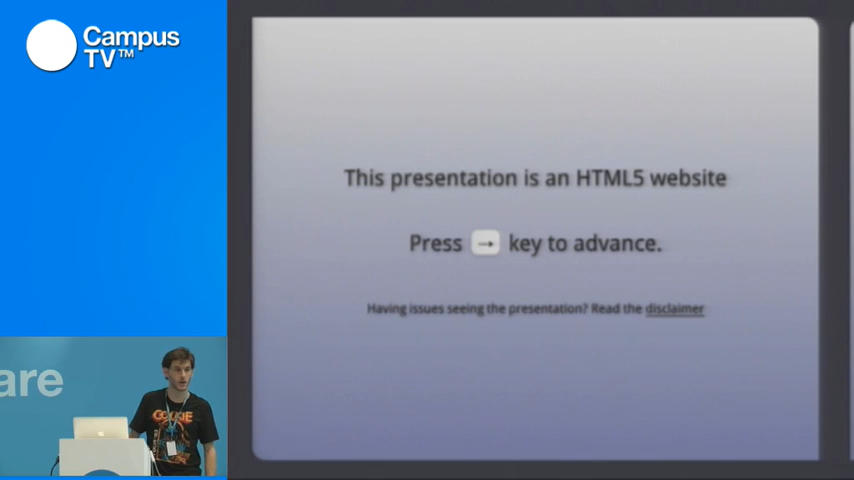 Campus
TV™
This presentation is an HTML5 website
Press → key to advance.
Having issues seeing the presentation? Read the disclaimer
are
COOKIE